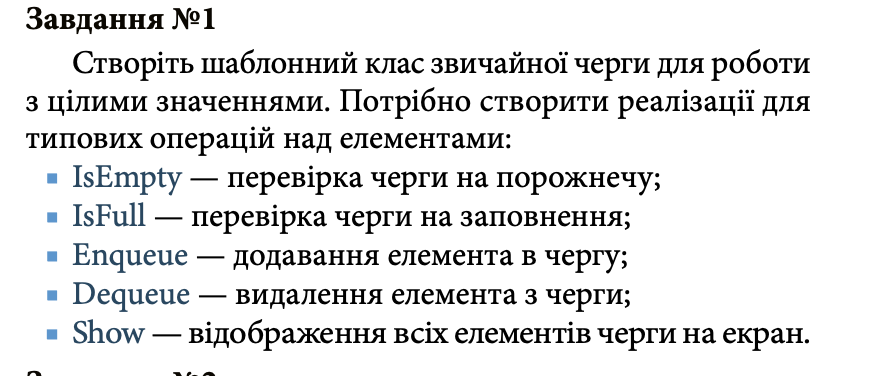 Завдання №1
Створіть шаблонний клас звичайної черги для роботи
з цілими значеннями. Потрібно створити реалізації для
типових операцій над елементами:
IsEmpty — перевірка черги на порожнечу;
IsFull — перевірка черги на заповнення;
Enqueue — додавання елемента в чергу;
Dequeue — видалення елемента з черги;
Show — відображення всіх елементів черги на екран.